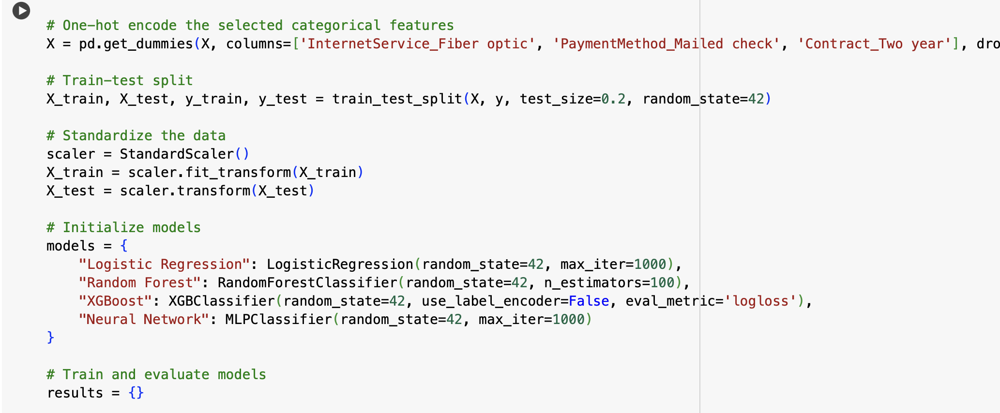 # One-hot encode the selected categorical features
X = pd.get_dummies(X, columns=['InternetService_Fiber optic', 'PaymentMethod_Mailed check', 'Contract_Two year'], dro
# Train-test split
X_train, X_test, y_train, y_test = train_test_split(X, y, test_size=0.2, random_state=42)
# Standardize the data
scaler = StandardScaler()
X_train = scaler.fit_transform(X_train)
X_test = scaler.transform(X_test)
# Initialize models
models = {
    "Logistic Regression": LogisticRegression(random_state=42, max_iter=1000),
    "Random Forest": RandomForestClassifier(random_state=42, n_estimators=100),
    "XGBoost": XGBClassifier(random_state=42, use_label_encoder=False, eval_metric='logloss'),
    "Neural Network": MLPClassifier(random_state=42, max_iter=1000)
}
# Train and evaluate models
results = {}